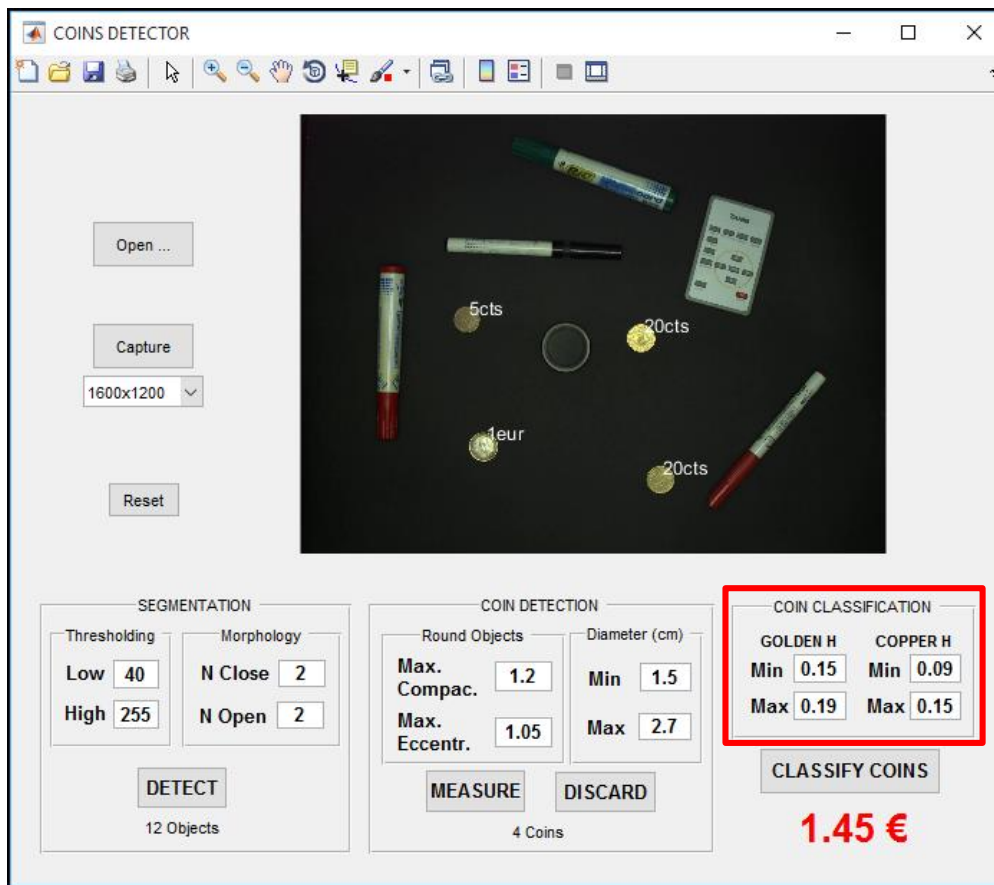 COINS DETECTOR
BIC
5cts
20cts
1eur
20cts
Open ...
Capture
1600x1200
Reset
SEGMENTATION
Thresholding
Morphology
Low 40
N Close 2
High 255
N Open 2
DETECT
12 Objects
COIN DETECTION
Round Objects
Diameter (cm)
Max. Compac. 1.2
Min 1.5
Max. Eccentr. 1.05
Max 2.7
MEASURE
DISCARD
4 Coins
COIN CLASSIFICATION
GOLDEN H COPPER H
Min 0.15 Min 0.09
Max 0.19 Max 0.15
CLASSIFY COINS
1.45 €